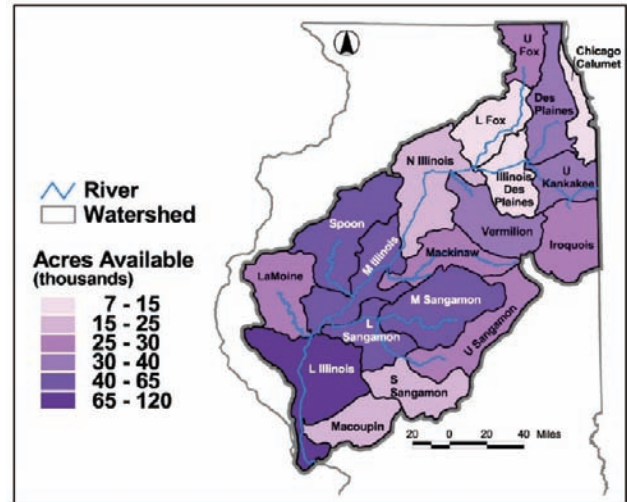 U
Fox
Chicago
Calumet
Des
Plaines
L Fox
N Illinois
Illinois
Des
Plaines
U
Kankakee
River
Watershed
Spoon
M Illinois
Vermilion
Iroquois
Acres Available
(thousands)
LaMoine
Mackinaw
M Sangamon
7 - 15
15 - 25
25 - 30
30 - 40
40 - 65
65 - 120
L
Sangamon
U Sangamon
L Illinois
S
Sangamon
Macoupin
20 0 20 40 Miles